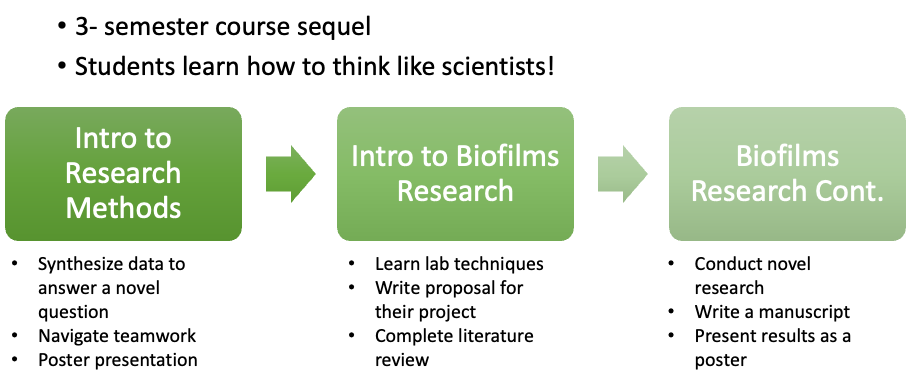 • 3- semester course sequel
• Students learn how to think like scientists!
Intro to
Research
Methods
• Synthesize data to
answer a novel
question
• Navigate teamwork
• Poster presentation
Intro to Biofilms
Research
• Learn lab techniques
• Write proposal for
their project
• Complete literature
review
Biofilms
Research Cont.
• Conduct novel
research
• Write a manuscript
• Present results as a
poster